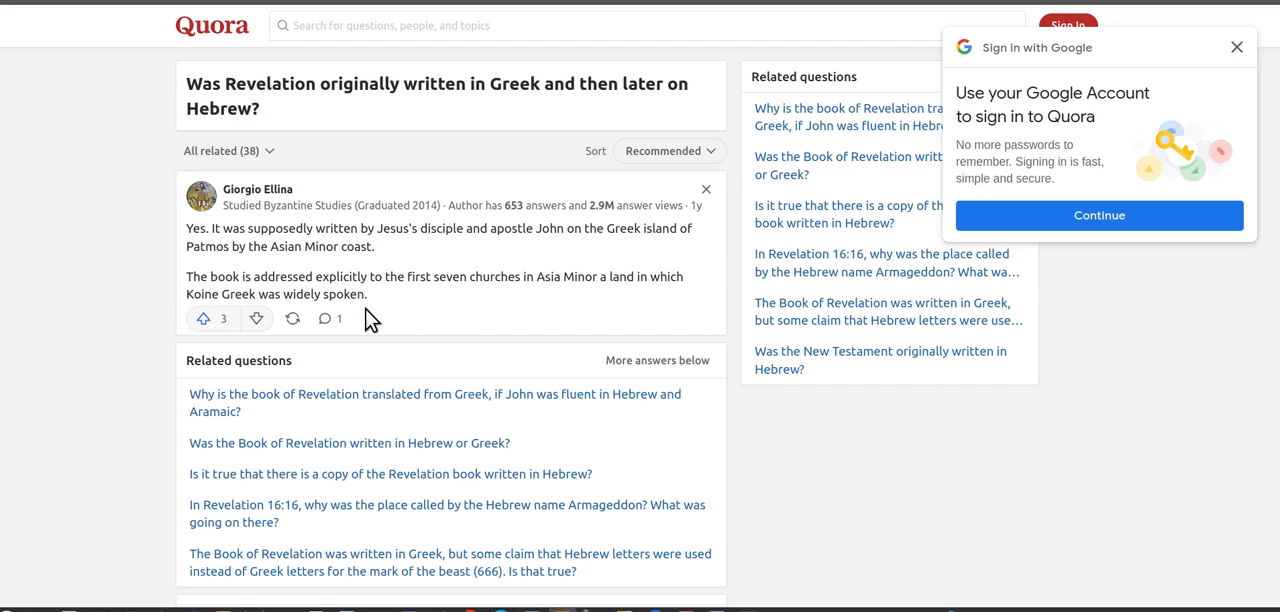 Quora
Search for questions, people, and topics
Sign In
Sign in with Google
Use your Google Account
to sign in to Quora
No more passwords to
remember. Signing in is fast,
simple and secure.
Continue
Was Revelation originally written in Greek and then later on
Hebrew?
All related (38)
Sort
Recommended
Giorgio Ellina
Studied Byzantine Studies (Graduated 2014) · Author has 653 answers and 2.9M answer views · 1y
Yes. It was supposedly written by Jesus's disciple and apostle John on the Greek island of
Patmos by the Asian Minor coast.
The book is addressed explicitly to the first seven churches in Asia Minor a land in which
Koine Greek was widely spoken.
3
1
Related questions
More answers below
Why is the book of Revelation translated from Greek, if John was fluent in Hebrew and
Aramaic?
Was the Book of Revelation written in Hebrew or Greek?
Is it true that there is a copy of the Revelation book written in Hebrew?
In Revelation 16:16, why was the place called by the Hebrew name Armageddon? What was
going on there?
The Book of Revelation was written in Greek, but some claim that Hebrew letters were used
instead of Greek letters for the mark of the beast (666). Is that true?
Related questions
Why is the book of Revelation tra
Greek, if John was fluent in Hebre
Was the Book of Revelation writt
or Greek?
Is it true that there is a copy of th
book written in Hebrew?
In Revelation 16:16, why was the place called
by the Hebrew name Armageddon? What wa...
The Book of Revelation was written in Greek,
but some claim that Hebrew letters were use...
Was the New Testament originally written in
Hebrew?